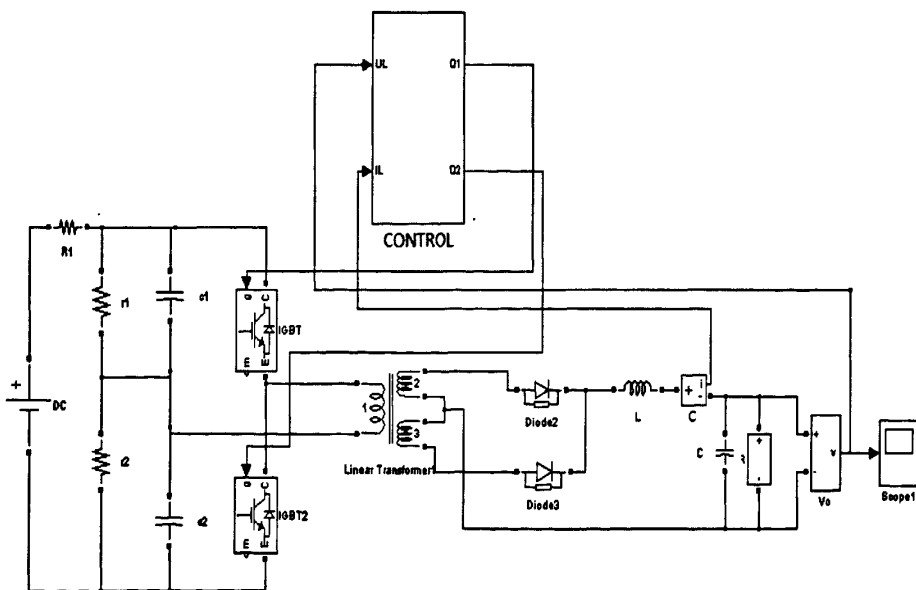 UL
Q1
IL
Q2
CONTROL
R1
r1
c1
g
C
IGBT
E
+
DC
1
2
3
Linear Transformer
r2
c2
g
C
IGBT2
E
Diode2
Diode3
L
+
i
-
C
C
+
-
R
+
-
v
Vo
Scope1